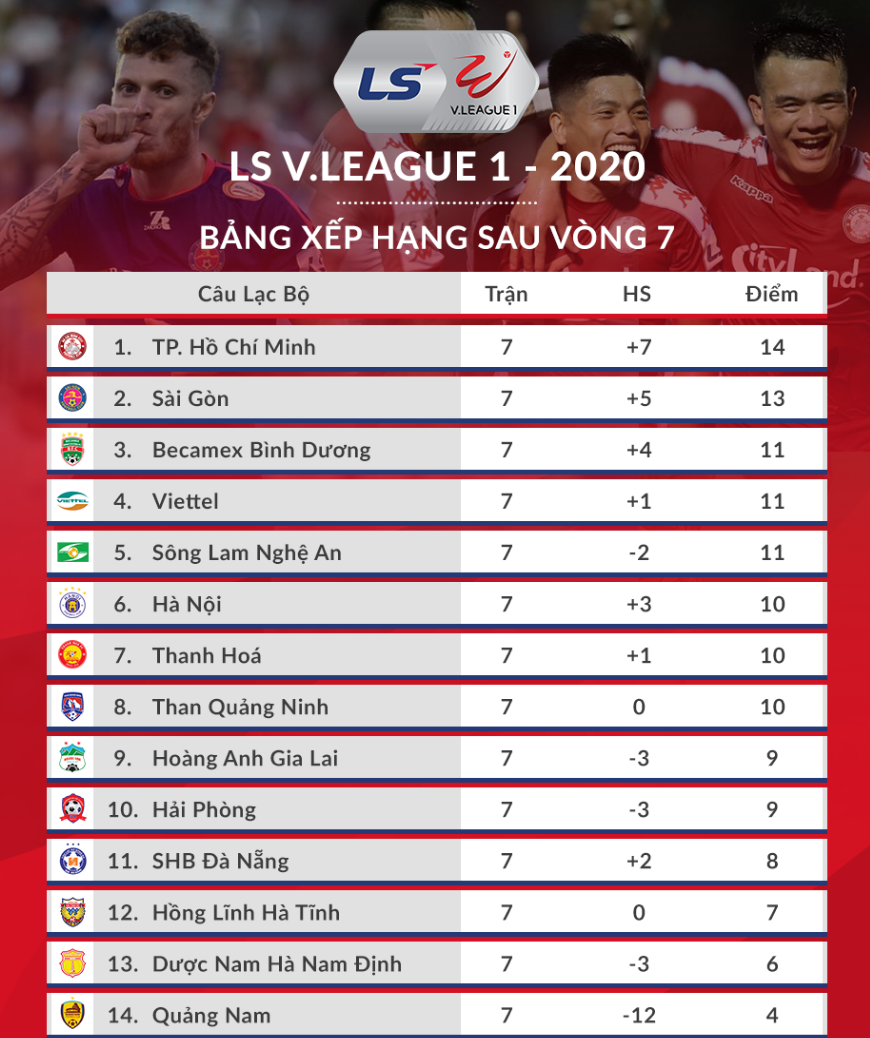 LS V.LEAGUE 1
LS V.LEAGUE 1 - 2020
BẢNG XẾP HẠNG SAU VÒNG 7
Kappa
CityLand.
Câu Lạc Bộ Trận HS Điểm
1. TP. Hồ Chí Minh 7 +7 14
2. Sài Gòn 7 +5 13
3. Becamex Bình Dương 7 +4 11
VIETTEL 4. Viettel 7 +1 11
5. Sông Lam Nghệ An 7 -2 11
6. Hà Nội 7 +3 10
7. Thanh Hoá 7 +1 10
8. Than Quảng Ninh 7 0 10
9. Hoàng Anh Gia Lai 7 -3 9
10. Hải Phòng 7 -3 9
11. SHB Đà Nẵng 7 +2 8
12. Hồng Lĩnh Hà Tĩnh 7 0 7
13. Dược Nam Hà Nam Định 7 -3 6
14. Quảng Nam 7 -12 4